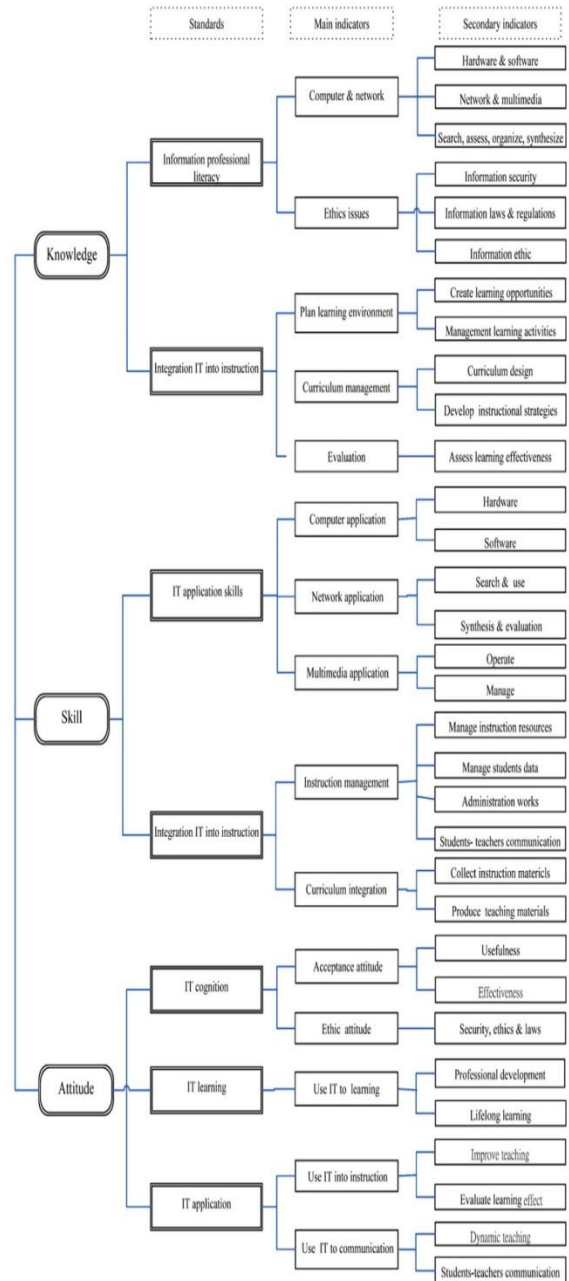 Standards
Main indicators
Secondary indicators
Knowledge
Information professional
literacy
Computer & network
Hardware & software
Network & multimedia
Search, assess, organize, synthesize
Ethics issues
Information security
Information laws & regulations
Information ethic
Integration IT into instruction
Plan learning environment
Create learning opportunities
Management learning activities
Curriculum management
Curriculum design
Develop instructional strategies
Evaluation
Assess learning effectiveness
Skill
IT application skills
Computer application
Hardware
Software
Network application
Search & use
Synthesis & evaluation
Multimedia application
Operate
Manage
Integration IT into instruction
Instruction management
Manage instruction resources
Manage students data
Administration works
Students- teachers communication
Curriculum integration
Collect instruction matericls
Produce teaching materials
Attitude
IT cognition
Acceptance attitude
Usefulness
Effectiveness
Ethic attitude
Security, ethics & laws
IT learning
Use IT to learning
Professional development
Lifelong learning
IT application
Use IT into instruction
Improve teaching
Evaluate learning effect
Use IT to communication
Dynamic teaching
Students-teachers communication